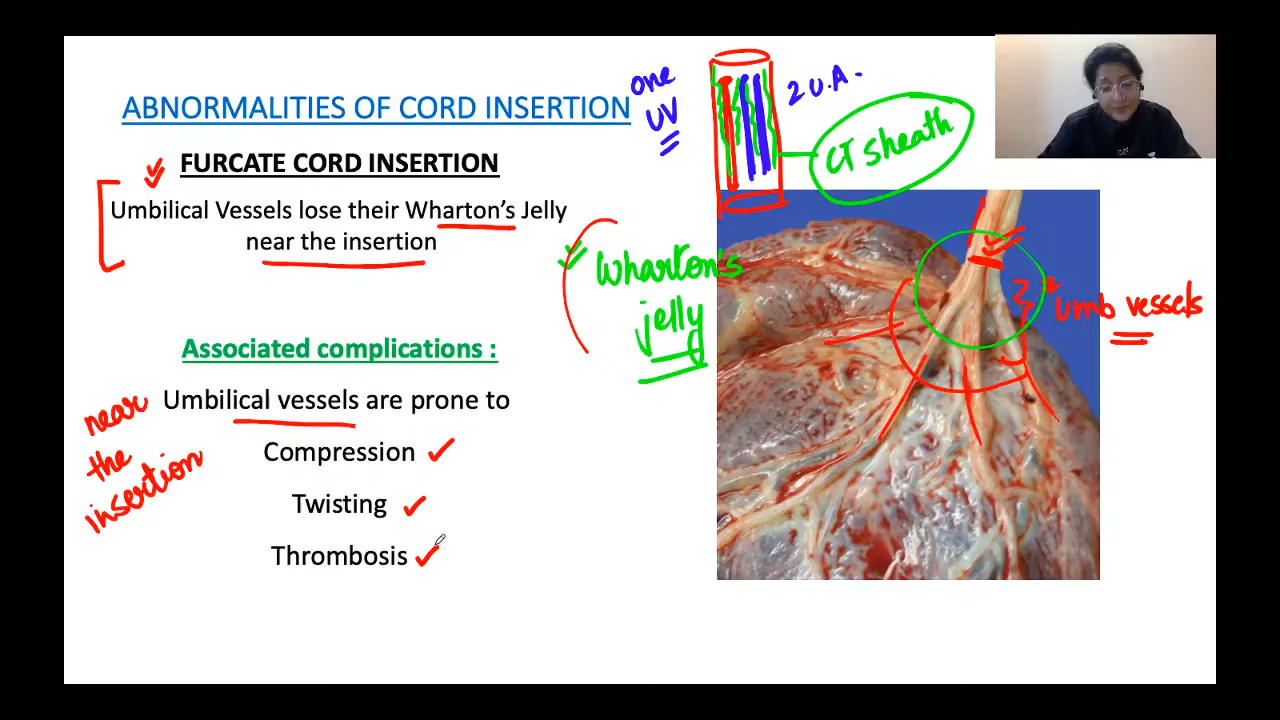 ABNORMALITIES OF CORD INSERTION
FURCATE CORD INSERTION
Umbilical Vessels lose their Wharton's Jelly
near the insertion
Associated complications :
Umbilical vessels are prone to
Compression
Twisting
Thrombosis
near
the
insertion
one
UV
2 U.A.
CT Sheath
Wharton's
jelly
Umb vessels